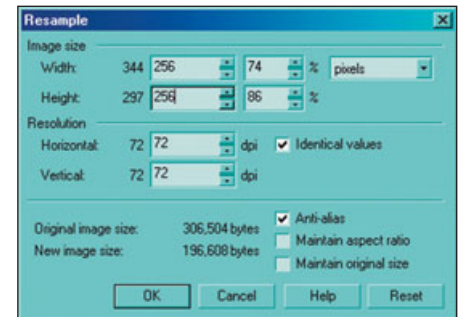 Resample
Image size
Width: 344 256 74 % pixels
Height: 297 256 86 %
Resolution
Horizontal: 72 72 dpi Identical values
Vertical: 72 72 dpi
Anti-alias
Original image size: 306,504 bytes
Maintain aspect ratio
New image size: 196,608 bytes
Maintain original size
OK Cancel Help Reset